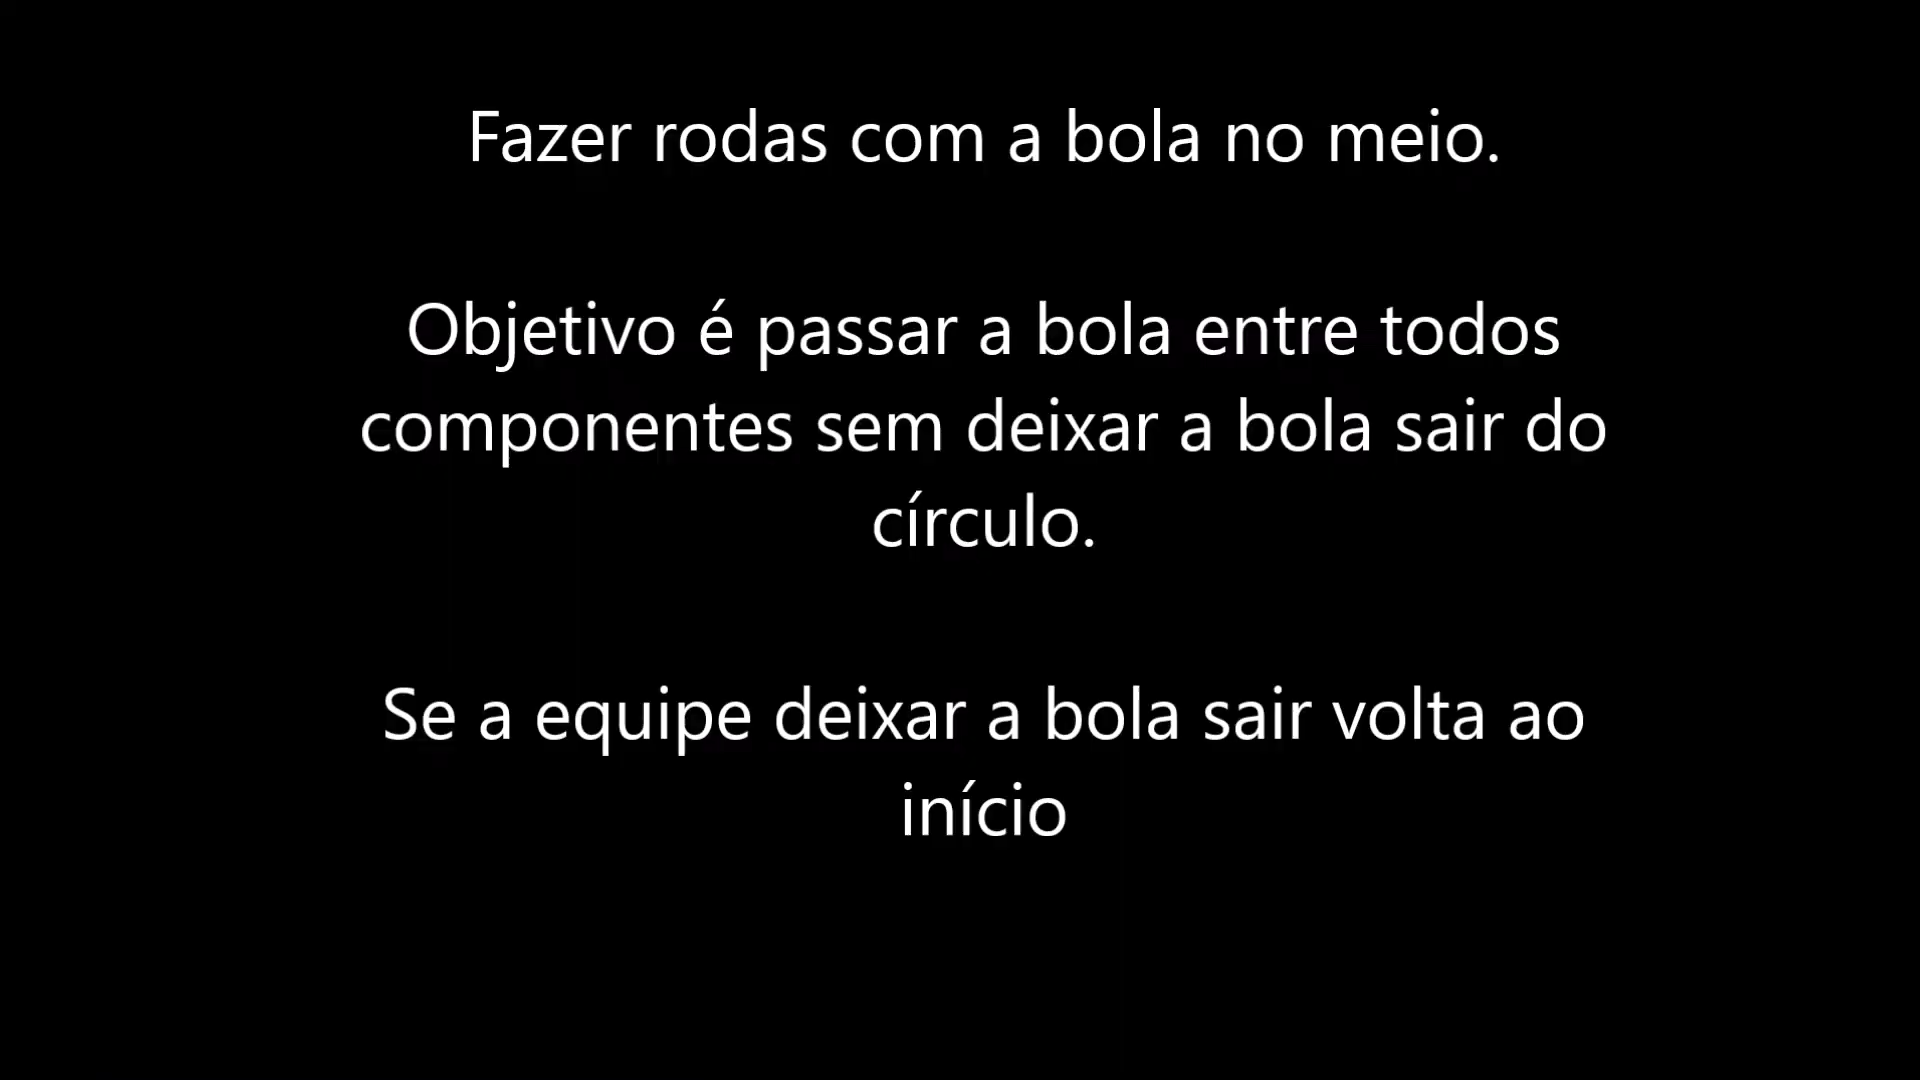 Fazer rodas com a bola no meio.
Objetivo é passar a bola entre todos
componentes sem deixar a bola sair do
círculo.
Se a equipe deixar a bola sair volta ao
início